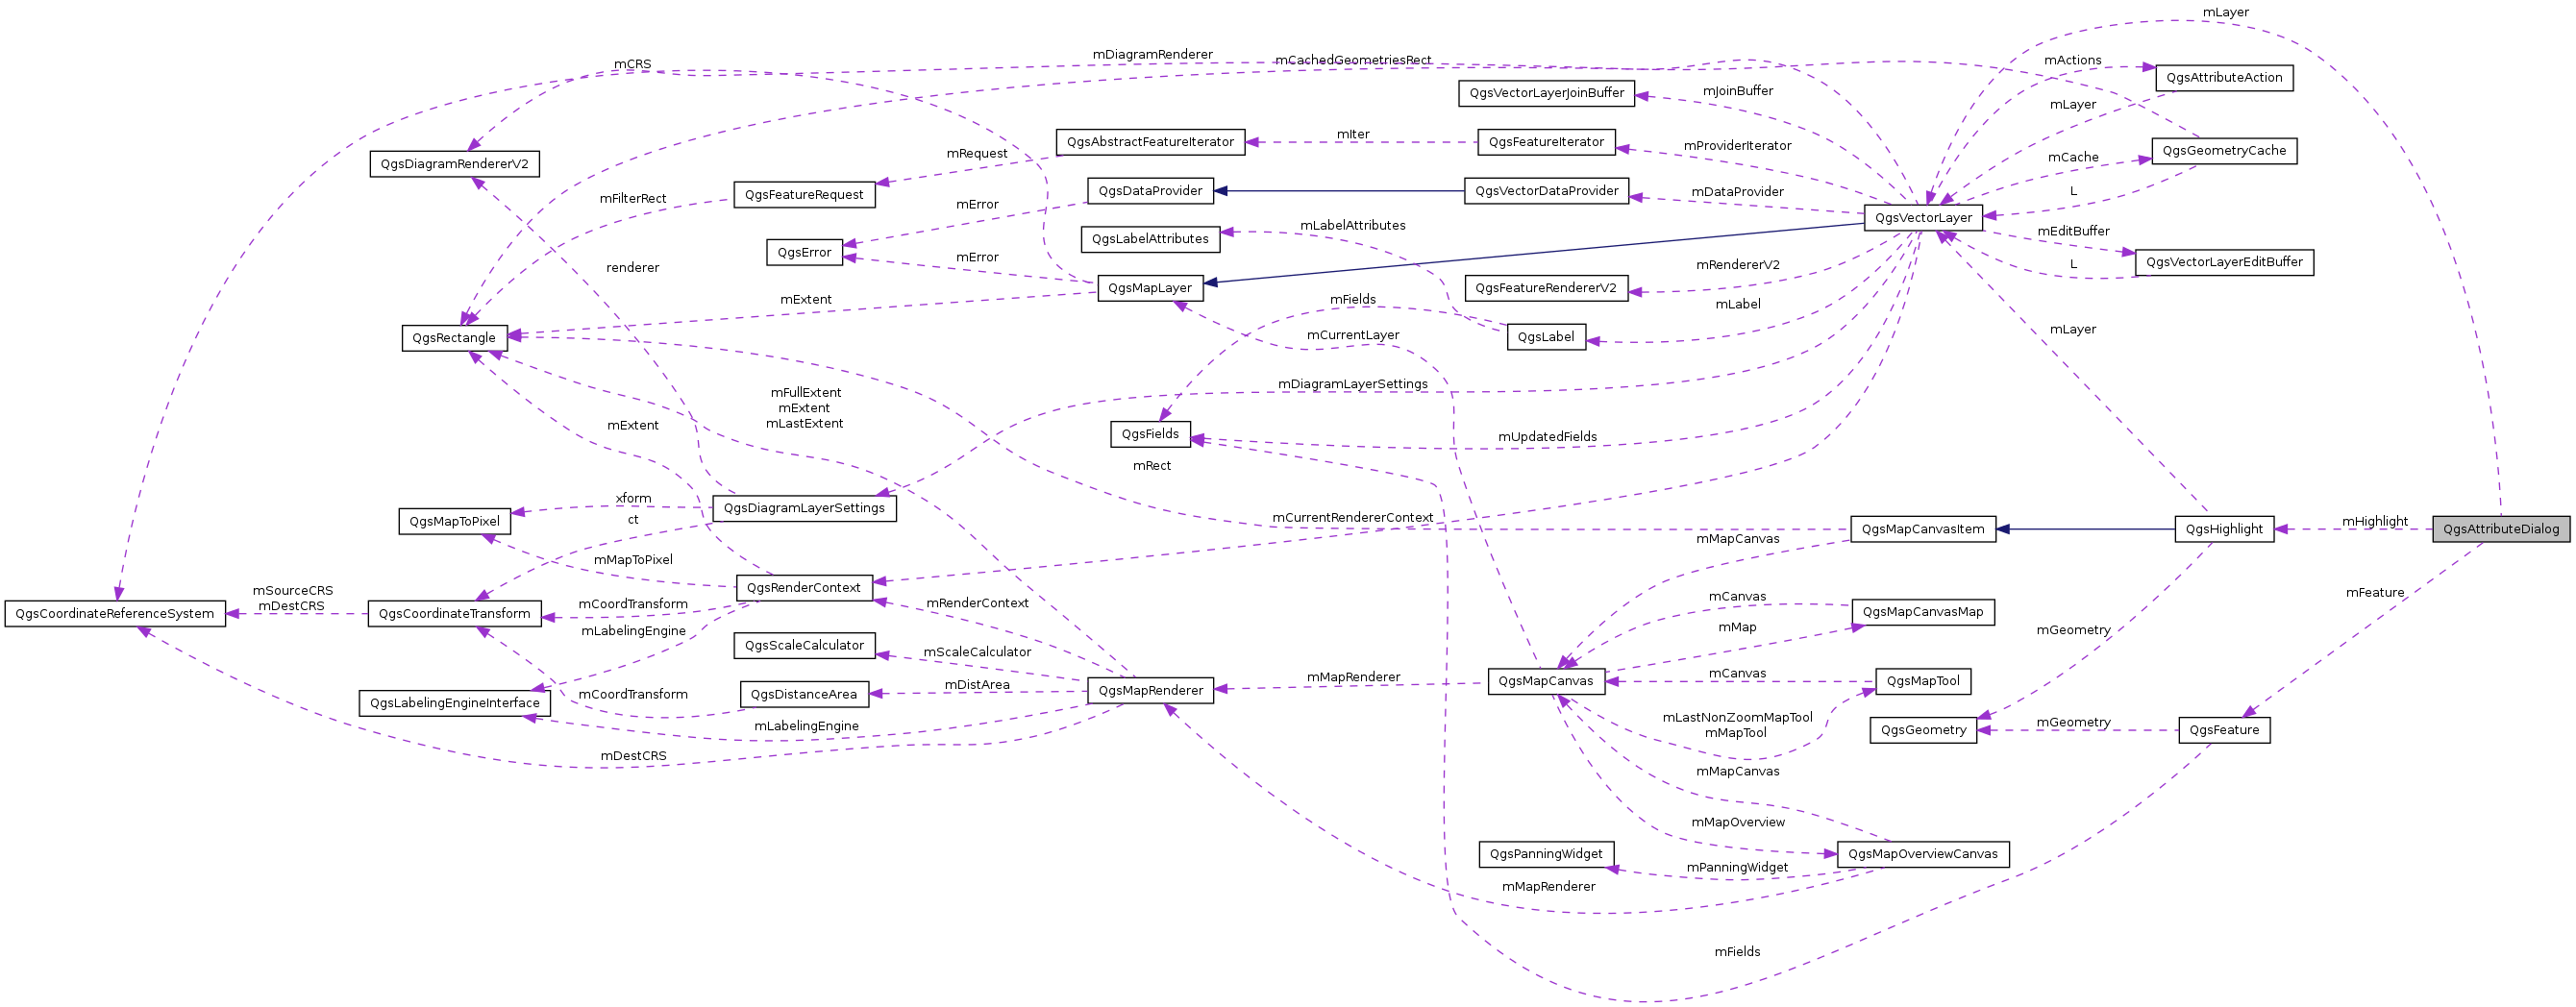 mLayer
mDiagramRenderer
mCachedGeometriesRect
mCRS
mActions
QgsAttributeAction
QgsVectorLayerJoinBuffer
mJoinBuffer
mLayer
mIter
QgsAbstractFeatureIterator
QgsFeatureIterator
mProviderIterator
QgsGeometryCache
mCache
mRequest
QgsDiagramRendererV2
QgsFeatureRequest
mFilterRect
QgsDataProvider
QgsVectorDataProvider
mDataProvider
L
mError
QgsVectorLayer
mLabelAttributes
QgsLabelAttributes
mEditBuffer
QgsError
mError
renderer
mRendererV2
L
QgsVectorLayerEditBuffer
QgsMapLayer
QgsFeatureRendererV2
mExtent
mFields
mLabel
mLayer
QgsRectangle
mCurrentLayer
QgsLabel
mDiagramLayerSettings
mFullExtent
mExtent
mLastExtent
mExtent
QgsFields
mUpdatedFields
mRect
xform
QgsDiagramLayerSettings
QgsMapToPixel
ct
mCurrentRendererContext
QgsMapCanvasItem
QgsHighlight
mHighlight
QgsAttributeDialog
mMapCanvas
mMapToPixel
QgsRenderContext
mSourceCRS
mDestCRS
QgsCoordinateReferenceSystem
QgsCoordinateTransform
mCoordTransform
mRenderContext
mCanvas
QgsMapCanvasMap
mFeature
mLabelingEngine
QgsScaleCalculator
mScaleCalculator
mMap
mGeometry
QgsLabelingEngineInterface
mCoordTransform
QgsDistanceArea
mDistArea
QgsMapRenderer
mMapRenderer
QgsMapCanvas
mCanvas
QgsMapTool
mLabelingEngine
mLastNonZoomMapTool
mMapTool
QgsGeometry
mGeometry
QgsFeature
mDestCRS
mMapCanvas
mMapOverview
QgsPanningWidget
QgsMapOverviewCanvas
mPanningWidget
mMapRenderer
mFields